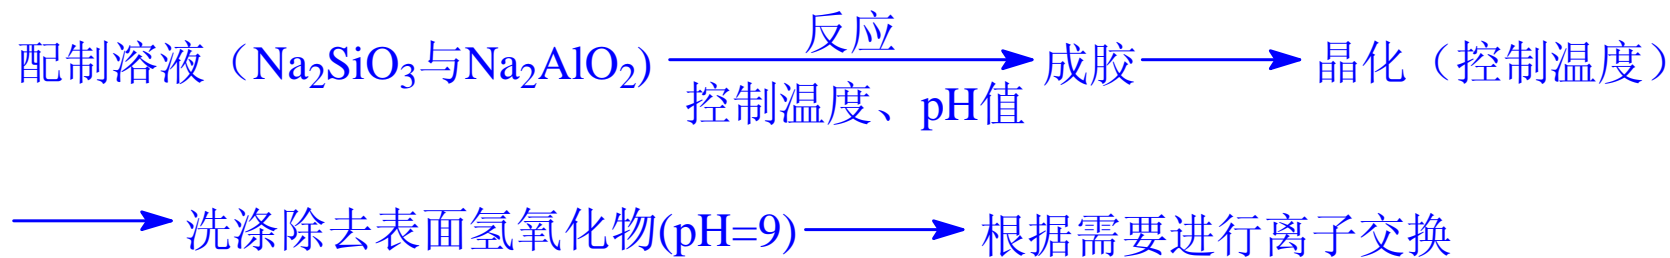 反应
配制溶液（Na₂SiO₃与Na₂AlO₂) 成胶 晶化（控制温度）
控制温度、pH值
洗涤除去表面氢氧化物(pH=9) 根据需要进行离子交换